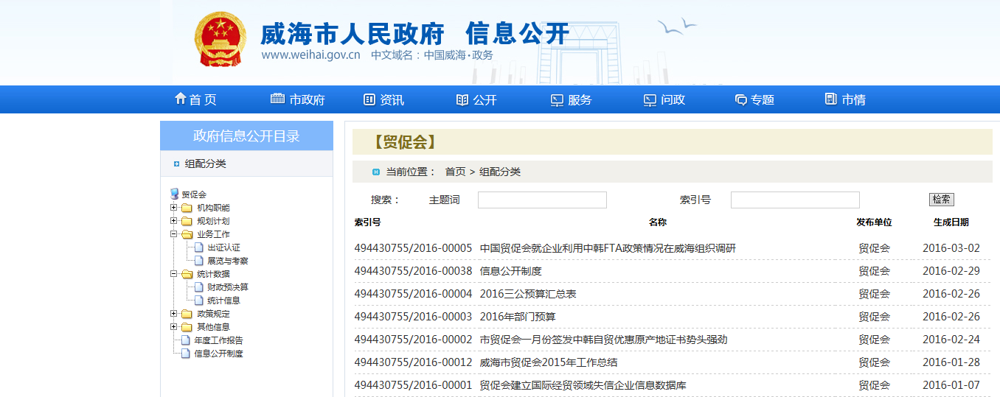 威海市人民政府 信息公开
www.weihai.gov.cn 中文域名：中国威海·政务
首页 市政府 资讯 公开 服务 问政 专题 市情
政府信息公开目录
组配分类
贸促会
机构职能
规划计划
业务工作
出证认证
展览与考察
统计数据
财政预决算
统计信息
政策规定
其他信息
年度工作报告
信息公开制度
【贸促会】
当前位置： 首页 > 组配分类
搜索： 主题词 索引号 检索
索引号 名称 发布单位 生成日期
494430755/2016-00005 中国贸促会就企业利用中韩FTA政策情况在威海组织调研 贸促会 2016-03-02
494430755/2016-00038 信息公开制度 贸促会 2016-02-29
494430755/2016-00004 2016三公预算汇总表 贸促会 2016-02-26
494430755/2016-00003 2016年部门预算 贸促会 2016-02-26
494430755/2016-00002 市贸促会一月份签发中韩自贸优惠原产地证书势头强劲 贸促会 2016-02-24
494430755/2016-00012 威海市贸促会2015年工作总结 贸促会 2016-01-28
494430755/2016-00001 贸促会建立国际经贸领域失信企业信息数据库 贸促会 2016-01-07